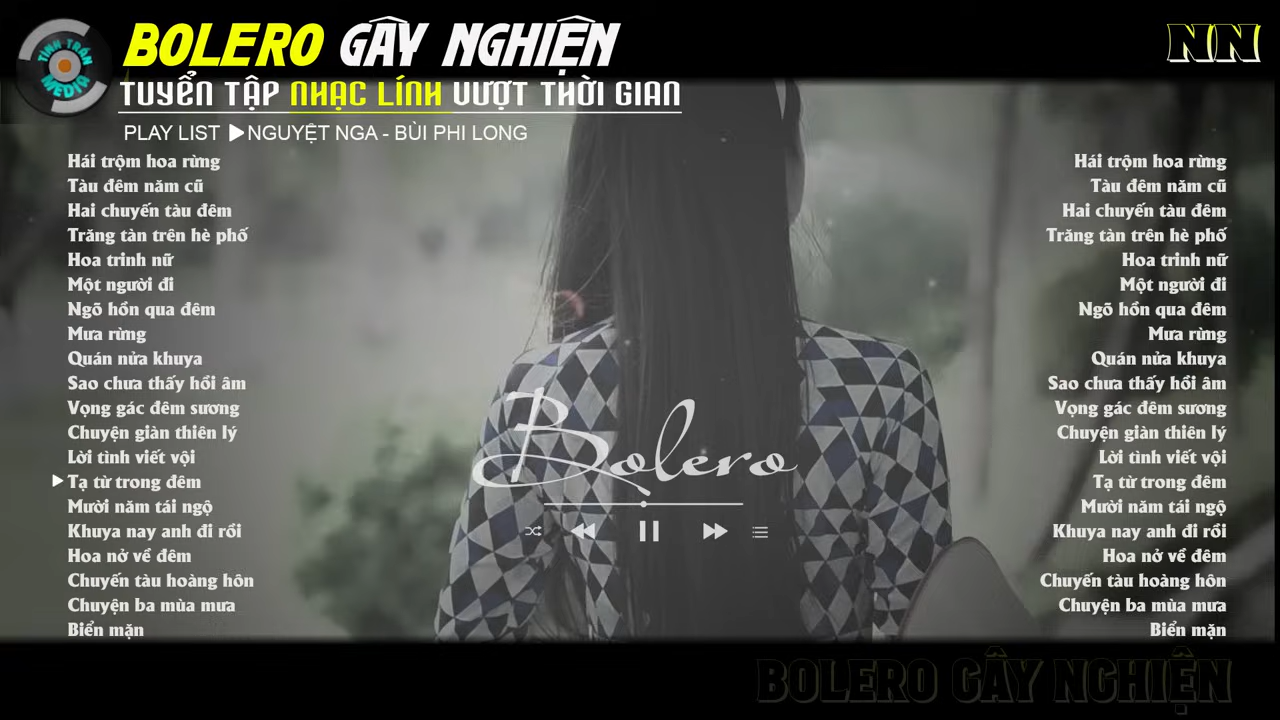 TÌNH TRẦN
MEDIA
BOLERO GÂY NGHIỆN
NN
TUYỂN TẬP NHẠC LÍNH VƯỢT THỜI GIAN
PLAY LIST ▶NGUYỆT NGA - BÙI PHI LONG
Hái trộm hoa rừng
Tàu đêm năm cũ
Hai chuyến tàu đêm
Trăng tàn trên hè phố
Hoa trinh nữ
Một người đi
Ngõ hồn qua đêm
Mưa rừng
Quán nửa khuya
Sao chưa thấy hồi âm
Vọng gác đêm sương
Chuyện giàn thiên lý
Lời tình viết vội
Tạ từ trong đêm
Mười năm tái ngộ
Khuya nay anh đi rồi
Hoa nở về đêm
Chuyến tàu hoàng hôn
Chuyện ba mùa mưa
Biển mặn
Bolero
Hái trộm hoa rừng
Tàu đêm năm cũ
Hai chuyến tàu đêm
Trăng tàn trên hè phố
Hoa trinh nữ
Một người đi
Ngõ hồn qua đêm
Mưa rừng
Quán nửa khuya
Sao chưa thấy hồi âm
Vọng gác đêm sương
Chuyện giàn thiên lý
Lời tình viết vội
Tạ từ trong đêm
Mười năm tái ngộ
Khuya nay anh đi rồi
Hoa nở về đêm
Chuyến tàu hoàng hôn
Chuyện ba mùa mưa
Biển mặn
BOLERO GÂY NGHIỆN